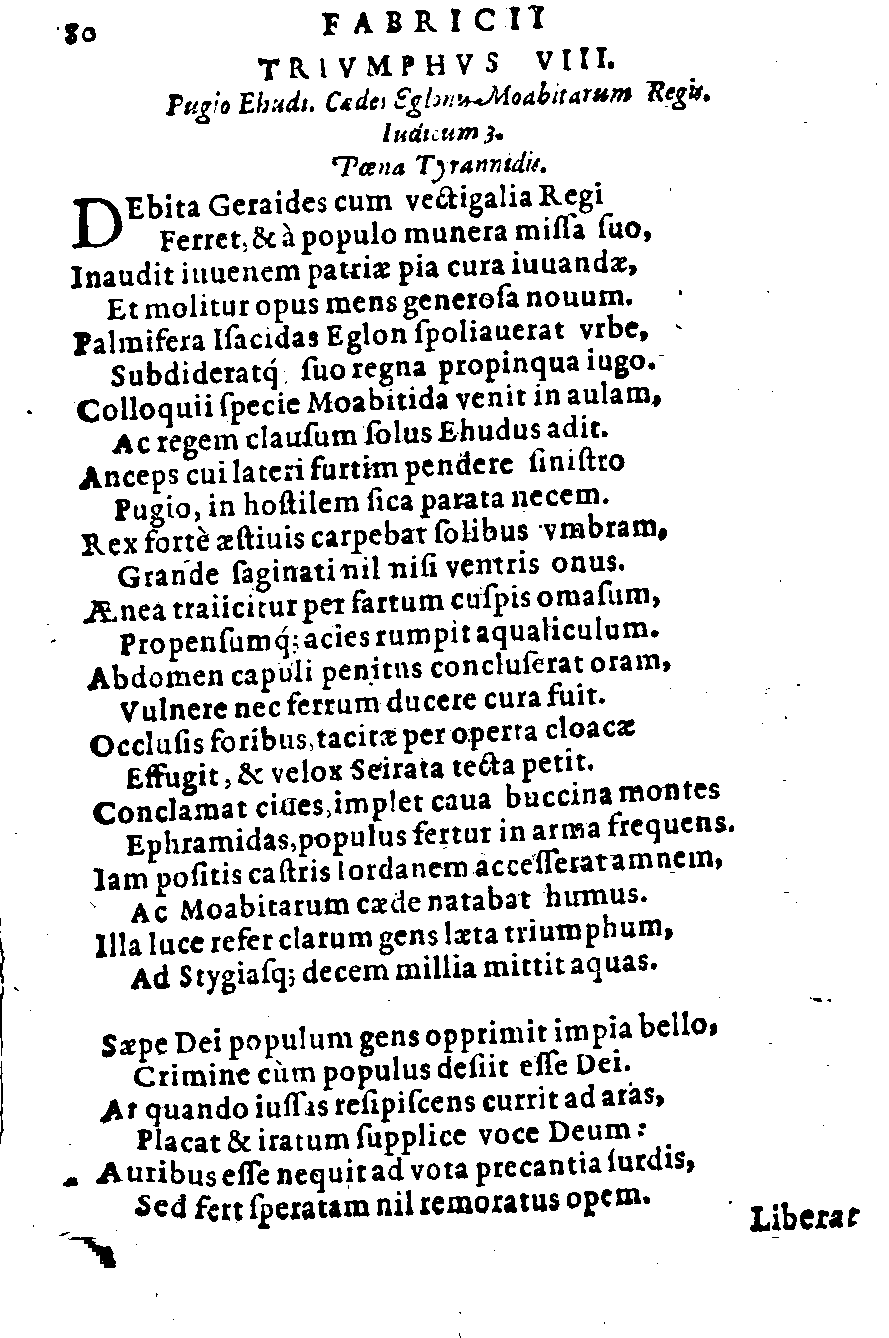 80
FABRICII
TRIVMPHVS VIII.
Pugio Ehudi. Cædes Eglonis Moabitarum Regis.
Iudicum 3.
Pœna Tyrannidis.
DEbita Geraides cum vectigalia Regi
Ferret, & à populo munera miſſa ſuo,
Inaudit iuuenem patriæ pia cura iuuandæ,
Et molitur opus mens generoſa nouum.
Palmifera Iſacidas Eglon ſpoliauerat vrbe,
Subdideratq́ ſuo regna propinqua iugo.
Colloquii ſpecie Moabitida venit in aulam,
Ac regem clauſum ſolus Ehudus adit.
Anceps cui lateri furtim pendere ſiniſtro
Pugio, in hoſtilem ſica parata necem.
Rex fortè æſtiuis carpebat ſolibus vmbram,
Grande ſaginati nil niſi ventris onus.
Ænea traiicitur per fartum cuſpis omaſum,
Propenſumq́; acies rumpit aqualiculum.
Abdomen capuli penitus concluſerat oram,
Vulnere nec ferrum ducere cura fuit.
Occluſis foribus, tacitæ per operta cloacæ
Effugit, & velox Seirata tecta petit.
Conclamat ciues, implet caua buccina montes
Ephramidas, populus fertur in arma frequens.
Iam poſitis caſtris Iordanem acceſſerat amnem,
Ac Moabitarum cæde natabat humus.
Illa luce refer clarum gens læta triumphum,
Ad Stygiaſq; decem millia mittit aquas.
Sæpe Dei populum gens opprimit impia bello,
Crimine cùm populus deſiit eſſe Dei.
At quando iuſſas reſipiſcens currit ad aras,
Placat & iratum ſupplice voce Deum:
Auribus eſſe nequit ad vota precantia ſurdis,
Sed fert ſperatam nil remoratus opem.
Liberat